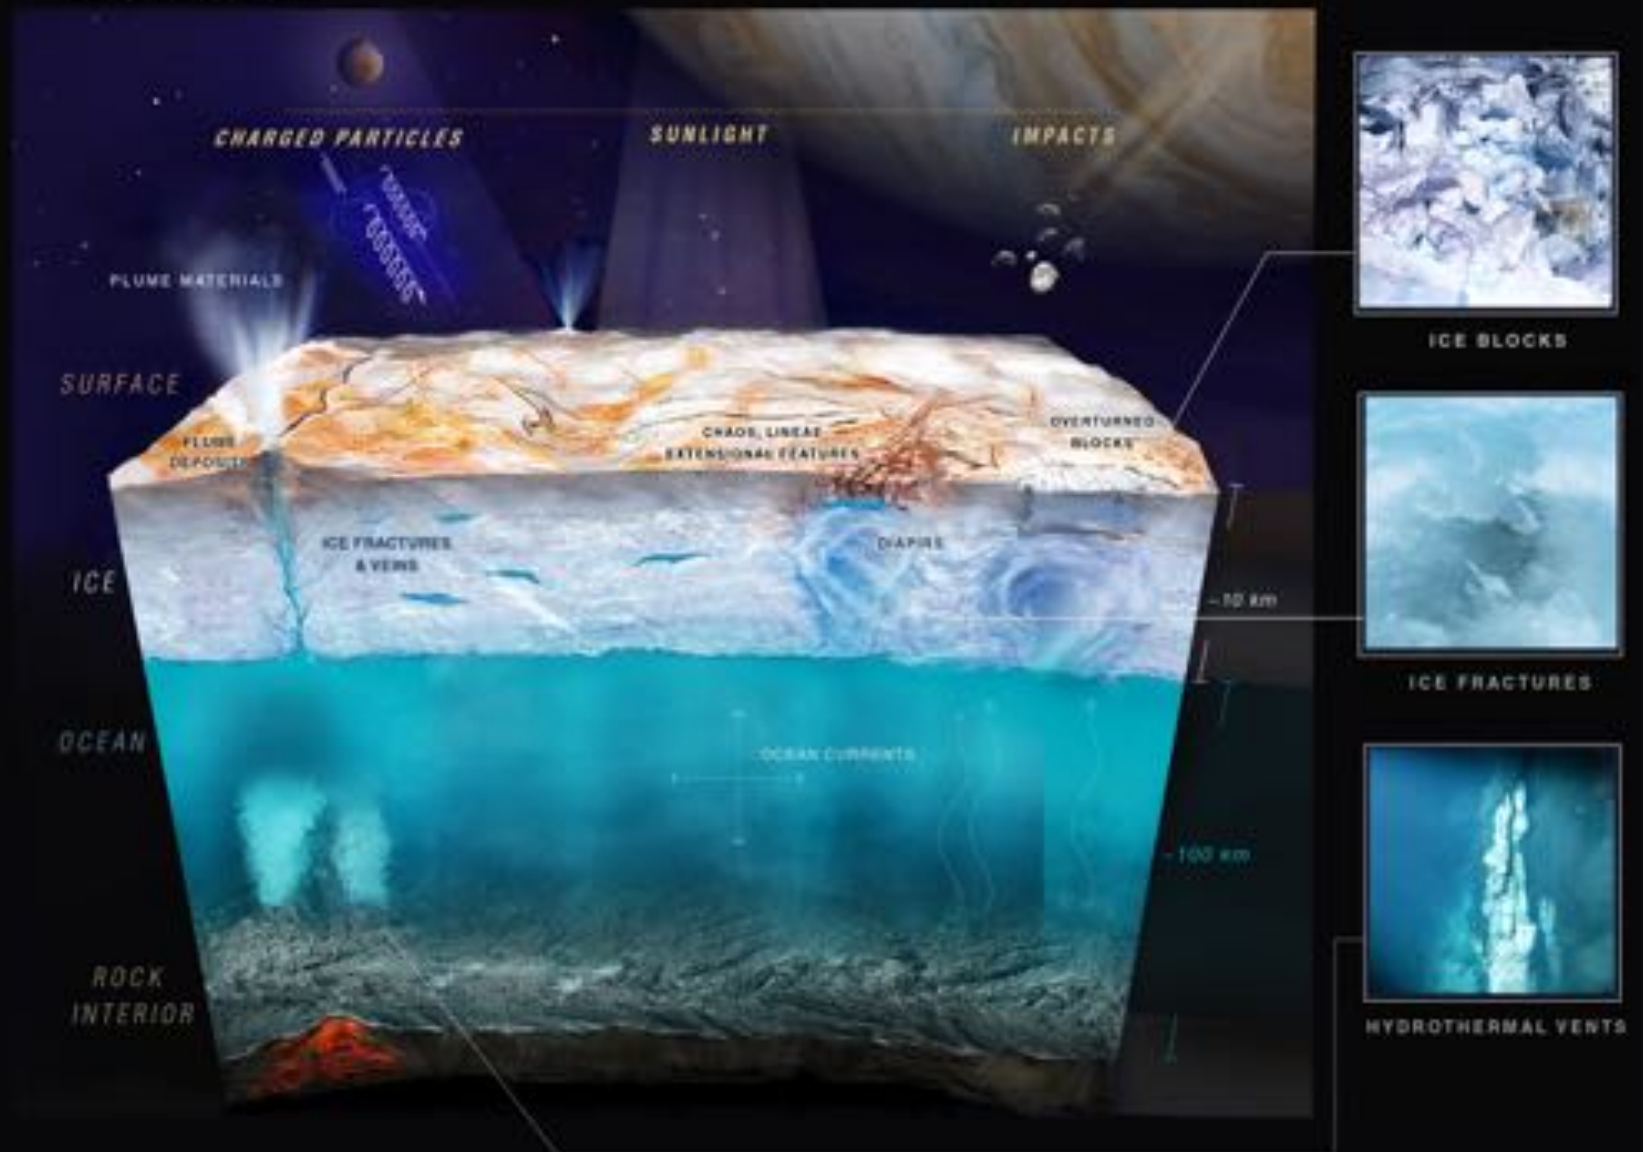 CHARGED PARTICLES
SUNLIGHT
IMPACTS
PLUME MATERIALS
SURFACE
PLUME
DEPOSITS
CHAOS, LINEAE
EXTENSIONAL FEATURES
OVERTURNED
BLOCKS
ICE FRACTURES
& VEINS
DIAPIRS
ICE
~10 km
OCEAN
OCEAN CURRENTS
~100 km
ROCK
INTERIOR
ICE BLOCKS
ICE FRACTURES
HYDROTHERMAL VENTS